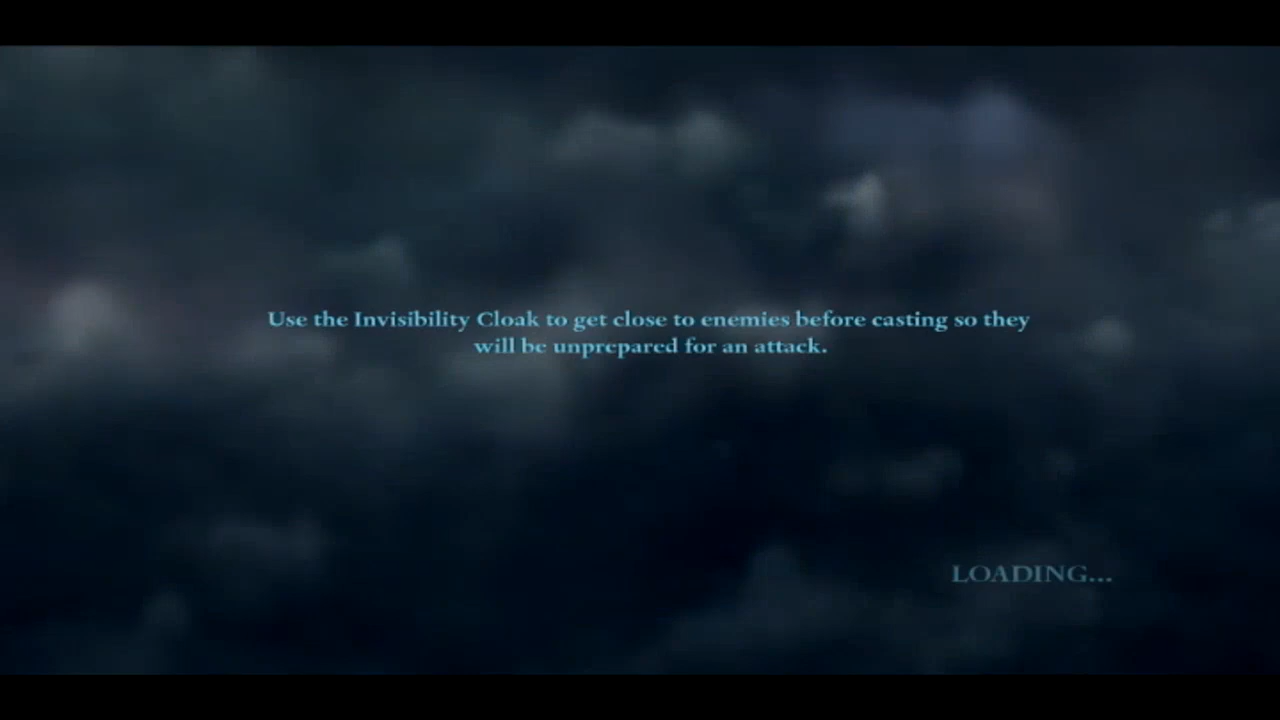 Use the Invisibility Cloak to get close to enemies before casting so they
will be unprepared for an attack.
LOADING...